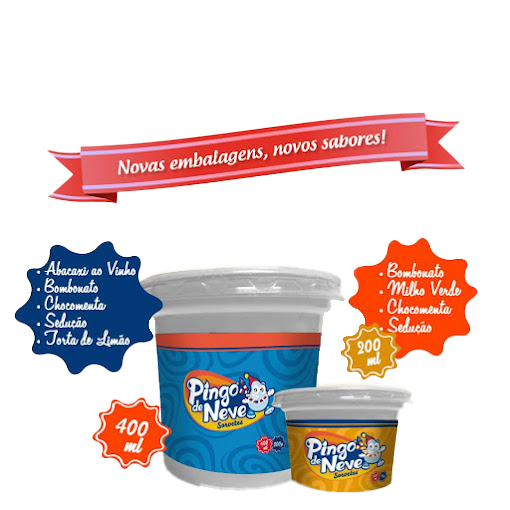 Novas embalagens, novos sabores!
• Abacaxi ao Vinho
• Bombonato
• Chocomenta
• Sedução
• Torta de Limão
• Bombonato
• Milho Verde
• Chocomenta
• Sedução
200
ml
400
ml
Pingo
de Neve
Sorvetes
Pingo
de Neve
Sorvetes